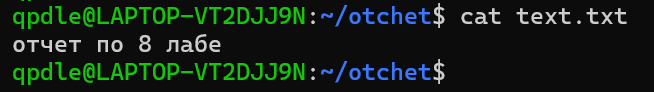 qpdle@LAPTOP-VT2DJJ9N:~/otchet$ cat text.txt
отчет по 8 лабе
qpdle@LAPTOP-VT2DJJ9N:~/otchet$